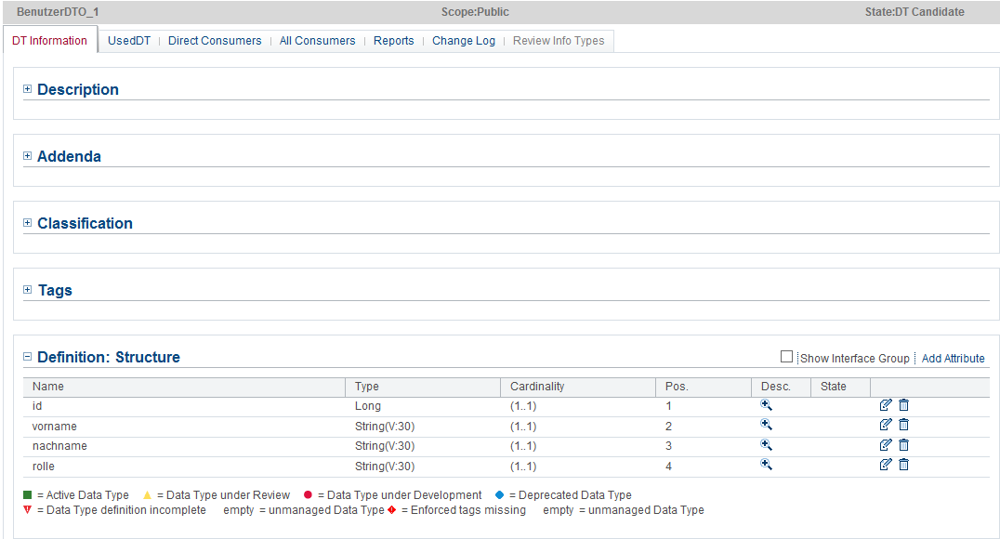 BenutzerDTO_1 Scope:Public State:DT Candidate
DT Information UsedDT Direct Consumers All Consumers Reports Change Log Review Info Types
Description
Addenda
Classification
Tags
Definition: Structure Show Interface Group Add Attribute
Name Type Cardinality Pos. Desc. State
id Long (1..1) 1
vorname String(V:30) (1..1) 2
nachname String(V:30) (1..1) 3
rolle String(V:30) (1..1) 4
= Active Data Type = Data Type under Review = Data Type under Development = Deprecated Data Type
= Data Type definition incomplete empty = unmanaged Data Type = Enforced tags missing empty = unmanaged Data Type